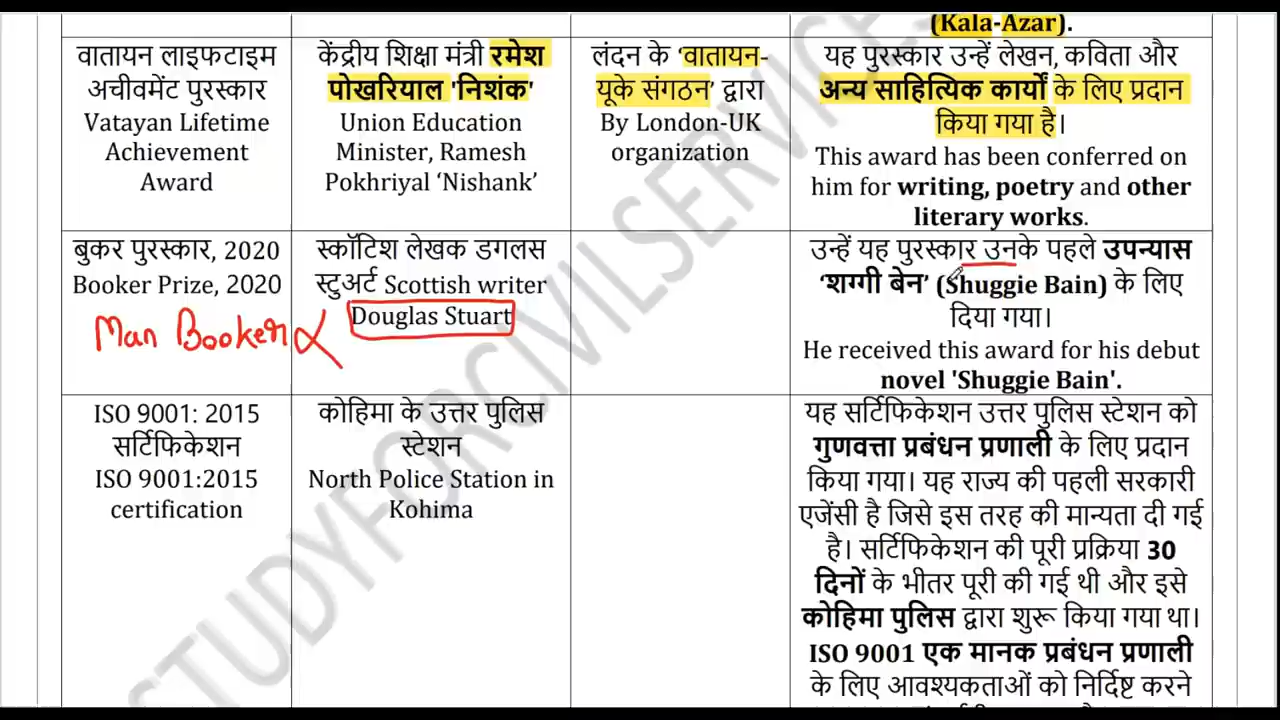 (Kala-Azar).
वातायन लाइफटाइम
अचीवमेंट पुरस्कार
Vatayan Lifetime
Achievement
Award
केंद्रीय शिक्षा मंत्री रमेश
पोखरियाल 'निशंक'
Union Education
Minister, Ramesh
Pokhriyal ‘Nishank’
लंदन के ‘वातायन-
यूके संगठन’ द्वारा
By London-UK
organization
यह पुरस्कार उन्हें लेखन, कविता और
अन्य साहित्यिक कार्यों के लिए प्रदान
किया गया है।
This award has been conferred on
him for writing, poetry and other
literary works.
बुकर पुरस्कार, 2020
Booker Prize, 2020
Man Booker
स्कॉटिश लेखक डगलस
स्टुअर्ट Scottish writer
Douglas Stuart
उन्हें यह पुरस्कार उनके पहले उपन्यास
‘शग्गी बेन’ (Shuggie Bain) के लिए
दिया गया।
He received this award for his debut
novel 'Shuggie Bain'.
ISO 9001: 2015
सर्टिफिकेशन
ISO 9001:2015
certification
कोहिमा के उत्तर पुलिस
स्टेशन
North Police Station in
Kohima
यह सर्टिफिकेशन उत्तर पुलिस स्टेशन को
गुणवत्ता प्रबंधन प्रणाली के लिए प्रदान
किया गया। यह राज्य की पहली सरकारी
एजेंसी है जिसे इस तरह की मान्यता दी गई
है। सर्टिफिकेशन की पूरी प्रक्रिया 30
दिनों के भीतर पूरी की गई थी और इसे
कोहिमा पुलिस द्वारा शुरू किया गया था।
ISO 9001 एक मानक प्रबंधन प्रणाली
के लिए आवश्यकताओं को निर्दिष्ट करने
STUDYFORCIVILSERVICES